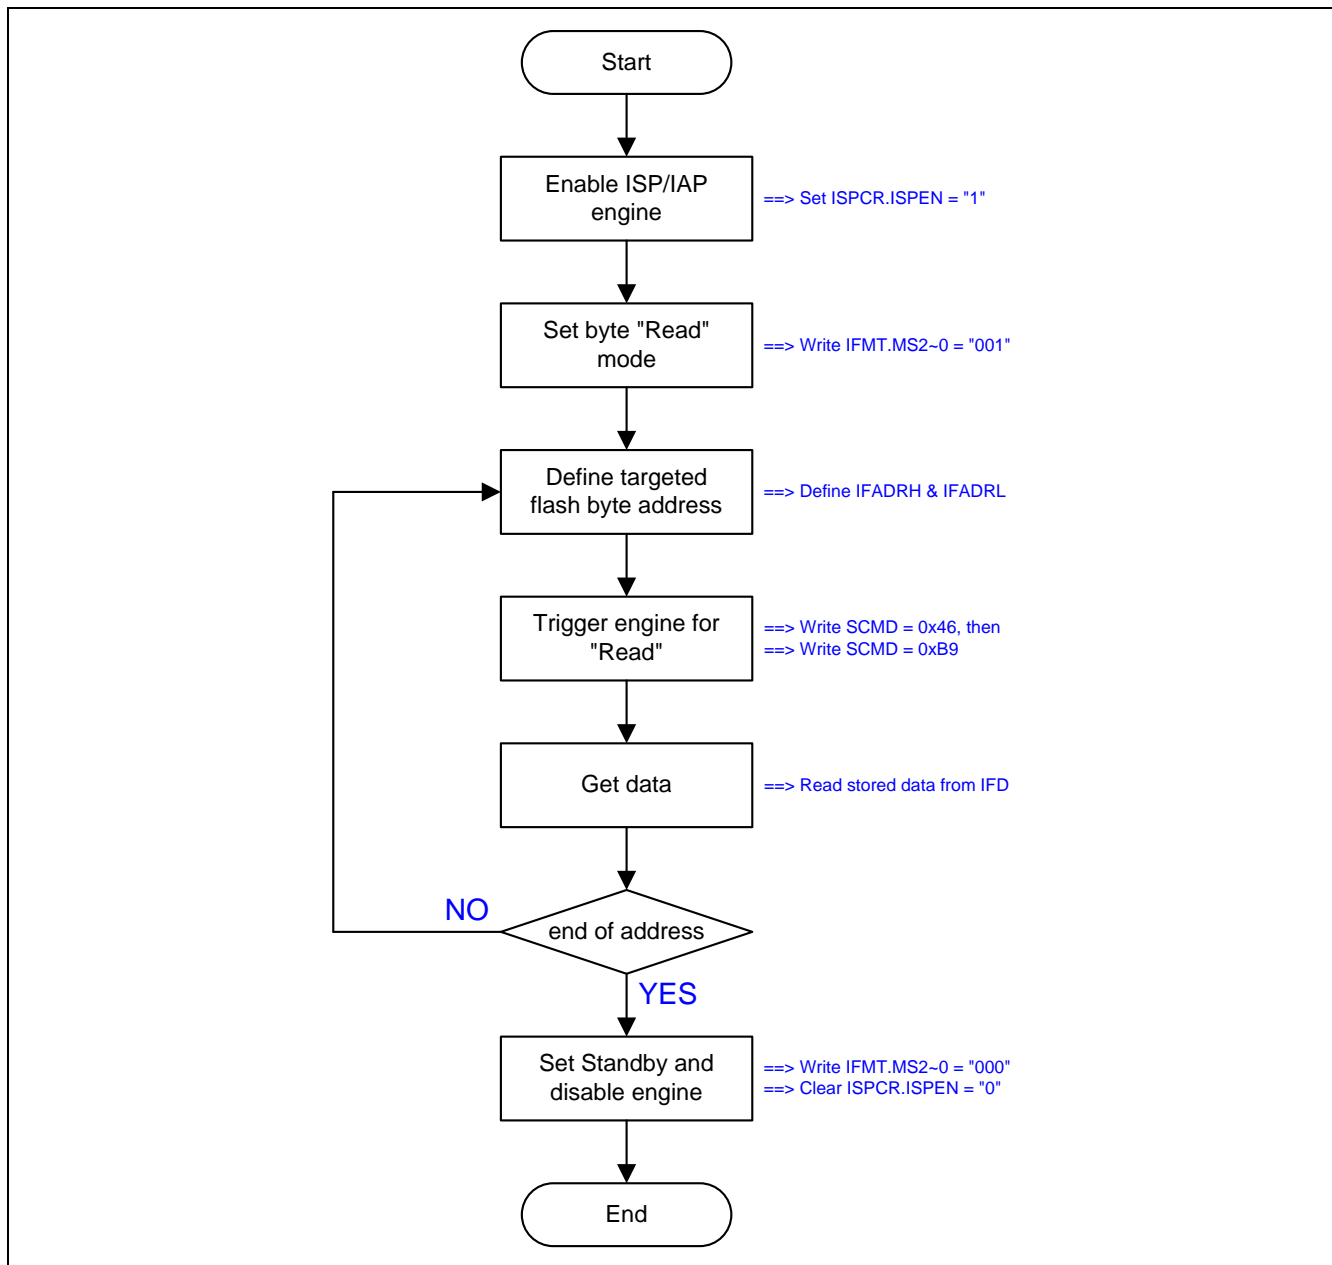 Start
Enable ISP/IAP
engine
==> Set ISPCR.ISPEN = "1"
Set byte "Read"
mode
==> Write IFMT.MS2~0 = "001"
Define targeted
flash byte address
==> Define IFADRH & IFADRL
Trigger engine for
"Read"
==> Write SCMD = 0x46, then
==> Write SCMD = 0xB9
Get data
==> Read stored data from IFD
NO
end of address
YES
Set Standby and
disable engine
==> Write IFMT.MS2~0 = "000"
==> Clear ISPCR.ISPEN = "0"
End